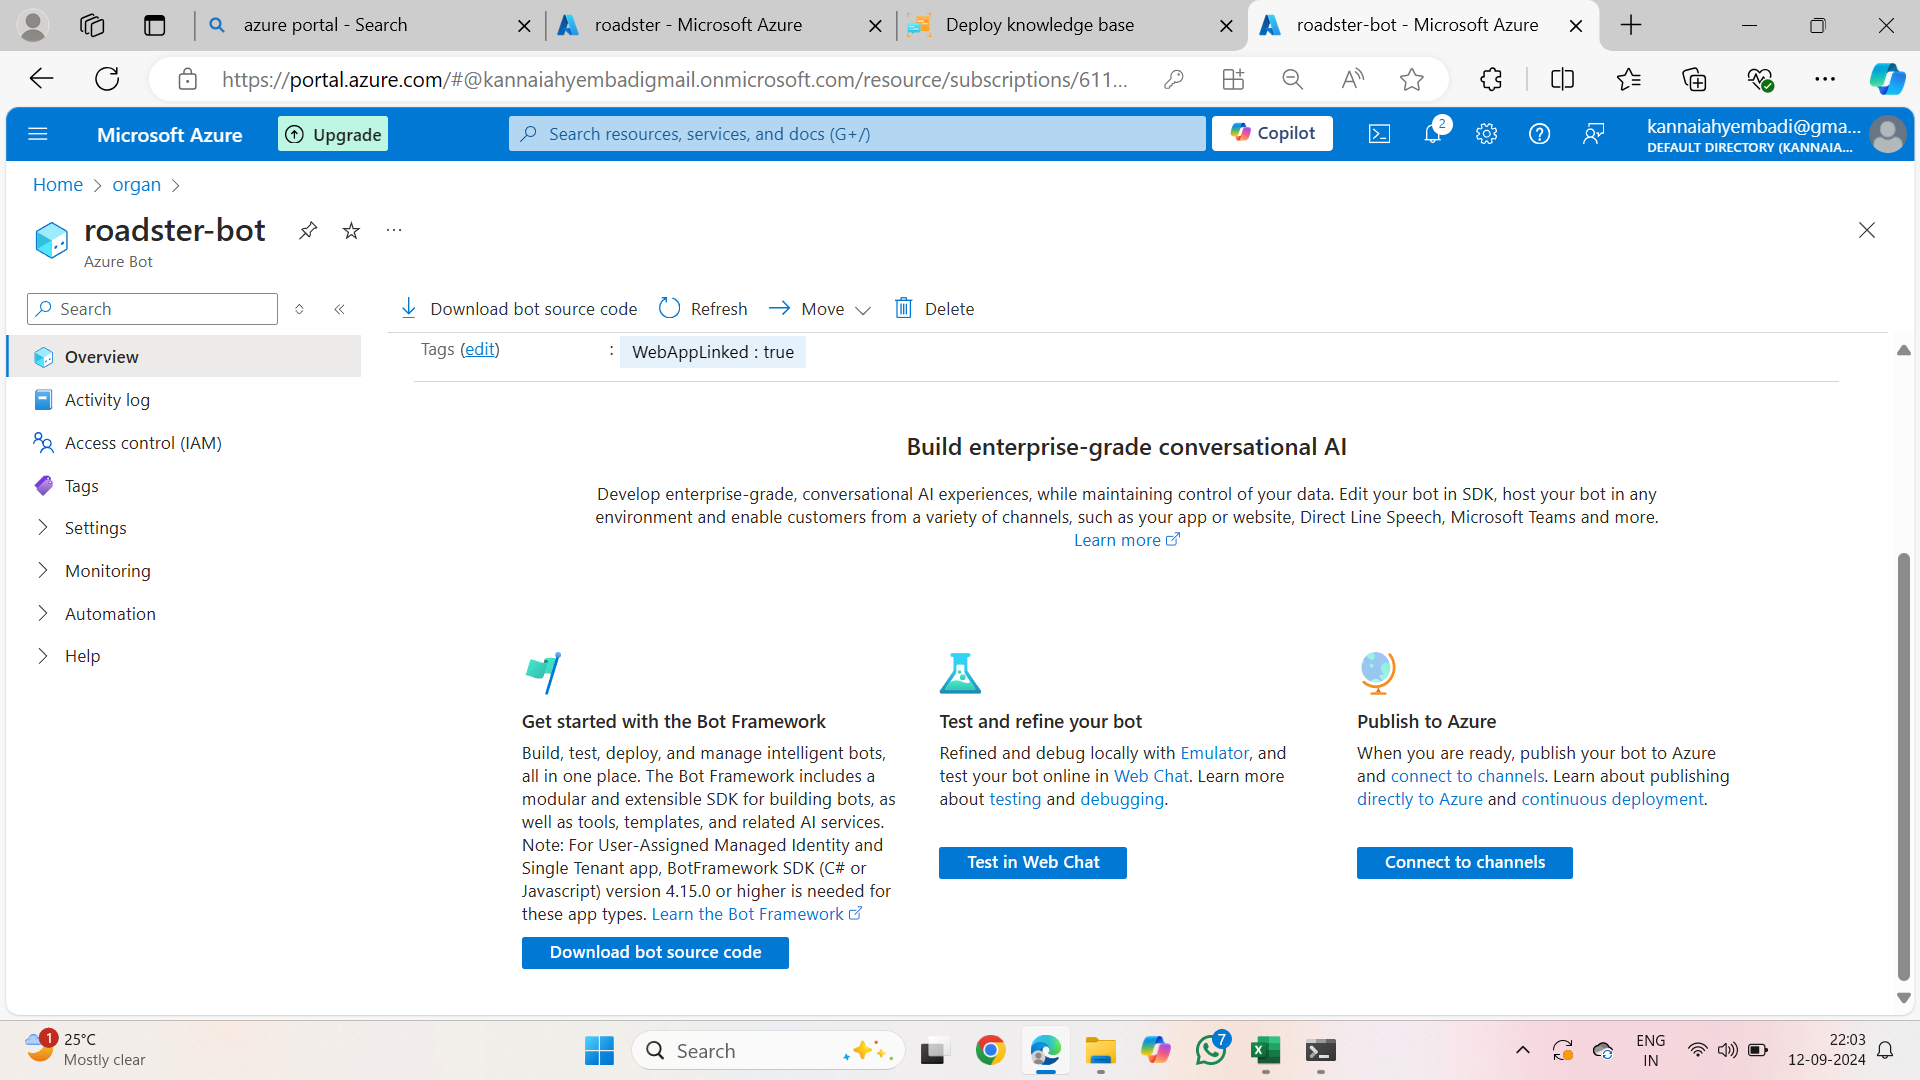 azure portal - Search
roadster - Microsoft Azure
Deploy knowledge base
roadster-bot - Microsoft Azure
https://portal.azure.com/#@kannaiahyembadigmail.onmicrosoft.com/resource/subscriptions/611...
Microsoft Azure
Upgrade
Search resources, services, and docs (G+/)
Copilot
2
kannaiahyembadi@gma...
DEFAULT DIRECTORY (KANNAIA...
Home > organ >
roadster-bot
Azure Bot
Search
Download bot source code
Refresh
Move
Delete
Overview
Activity log
Access control (IAM)
Tags
Settings
Monitoring
Automation
Help
Tags (edit) : WebAppLinked : true
Build enterprise-grade conversational AI
Develop enterprise-grade, conversational AI experiences, while maintaining control of your data. Edit your bot in SDK, host your bot in any
environment and enable customers from a variety of channels, such as your app or website, Direct Line Speech, Microsoft Teams and more.
Learn more
Get started with the Bot Framework
Build, test, deploy, and manage intelligent bots,
all in one place. The Bot Framework includes a
modular and extensible SDK for building bots, as
well as tools, templates, and related AI services.
Note: For User-Assigned Managed Identity and
Single Tenant app, BotFramework SDK (C# or
Javascript) version 4.15.0 or higher is needed for
these app types. Learn the Bot Framework
Download bot source code
Test and refine your bot
Refined and debug locally with Emulator, and
test your bot online in Web Chat. Learn more
about testing and debugging.
Test in Web Chat
Publish to Azure
When you are ready, publish your bot to Azure
and connect to channels. Learn about publishing
directly to Azure and continuous deployment.
Connect to channels
1
25°C
Mostly clear
Search
7
ENG
IN
22:03
12-09-2024